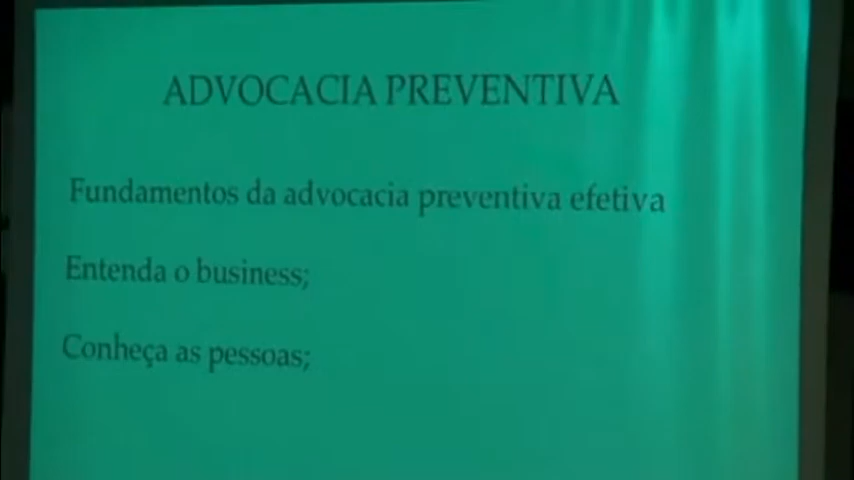 ADVOCACIA PREVENTIVA
Fundamentos da advocacia preventiva efetiva
Entenda o business;
Conheça as pessoas;